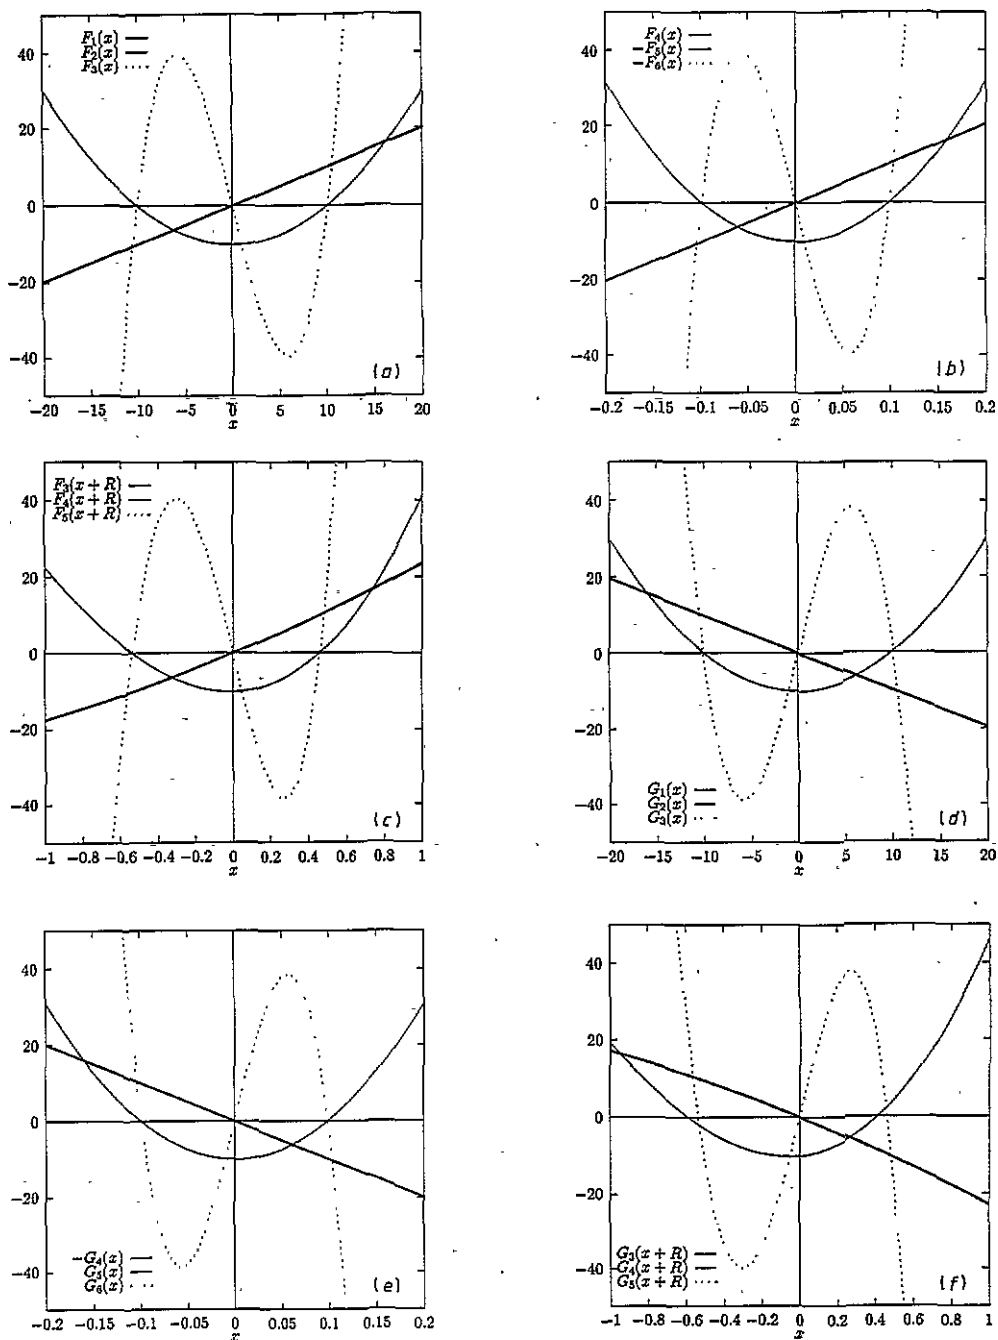 F₁(x)
F₂(x)
F₃(x)
40
20
0
−20
−40
(a)
−20 −15 −10 −5 0 5 10 15 20
x
F₄(x)
−F₅(x)
−F₆(x)
40
20
0
−20
−40
(b)
−0.2 −0.15 −0.1 −0.05 0 0.05 0.1 0.15 0.2
x
F₃(x+R)
F₄(x+R)
F₅(x+R)
40
20
0
−20
−40
(c)
−1 −0.8 −0.6 −0.4 −0.2 0 0.2 0.4 0.6 0.8 1
x
40
20
0
−20
−40
G₁(x)
G₂(x)
G₃(x)
(d)
−20 −15 −10 −5 0 5 10 15 20
x
40
20
0
−20
−40
−G₄(x)
G₅(x)
G₆(x)
(e)
−0.2 −0.15 −0.1 −0.05 0 0.05 0.1 0.15 0.2
x
40
20
0
−20
−40
G₃(x+R)
G₄(x+R)
G₅(x+R)
(f)
−1 −0.8 −0.6 −0.4 −0.2 0 0.2 0.4 0.6 0.8 1
x